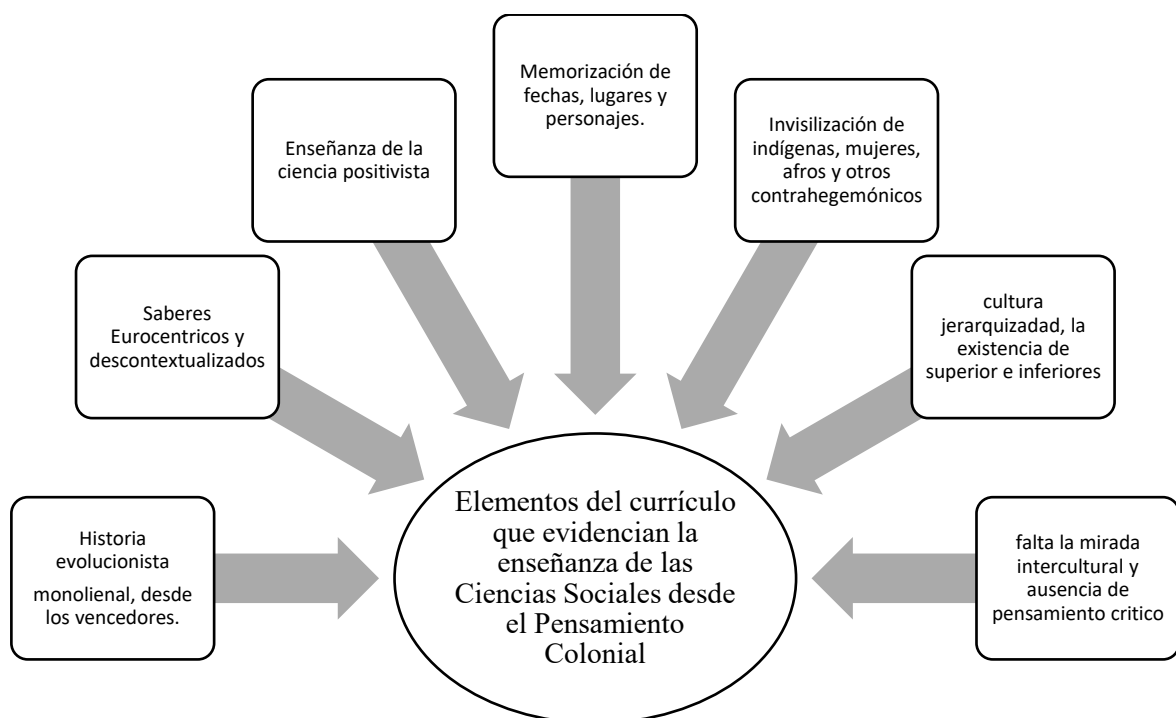 Historia
evolucionista
monolienal, desde
los vencedores.
Saberes
Eurocentricos y
descontextualizados
Enseñanza de la
ciencia positivista
Memorización de
fechas, lugares y
personajes.
Invisilización de
indígenas, mujeres,
afros y otros
contrahegemónicos
cultura
jerarquizadad, la
existencia de
superior e inferiores
falta la mirada
intercultural y
ausencia de
pensamiento critico
Elementos del currículo
que evidencian la
enseñanza de las
Ciencias Sociales desde
el Pensamiento
Colonial